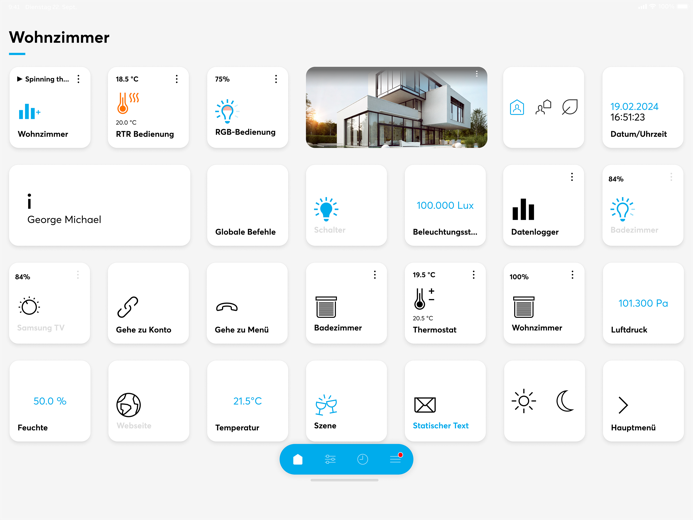 Wohnzimmer
▶ Spinning th...
Wohnzimmer
18.5 °C
20.0 °C
RTR Bedienung
75%
RGB-Bedienung
19.02.2024
16:51:23
Datum/Uhrzeit
i
George Michael
Globale Befehle
Schalter
100.000 Lux
Beleuchtungsst...
Datenlogger
84%
Badezimmer
84%
Samsung TV
Gehe zu Konto
Gehe zu Menü
Badezimmer
19.5 °C
20.5 °C
Thermostat
100%
Wohnzimmer
101.300 Pa
Luftdruck
50.0 %
Feuchte
Webseite
21.5°C
Temperatur
Szene
Statischer Text
Hauptmenü